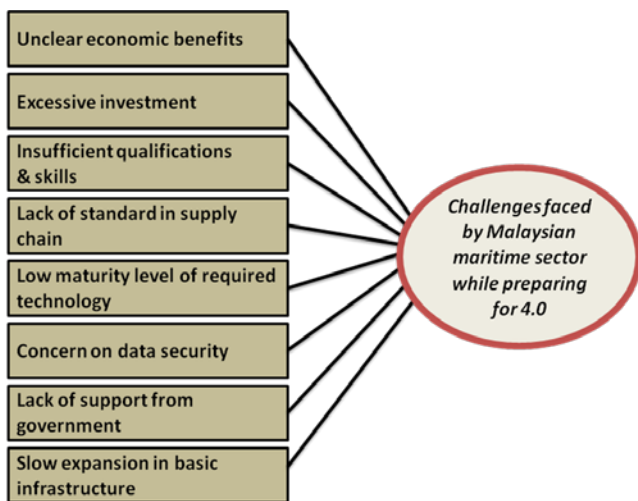 Unclear economic benefits
Excessive investment
Insufficient qualifications
& skills
Lack of standard in supply
chain
Low maturity level of required
technology
Concern on data security
Lack of support from
government
Slow expansion in basic
infrastructure
Challenges faced
by Malaysian
maritime sector
while preparing
for 4.0